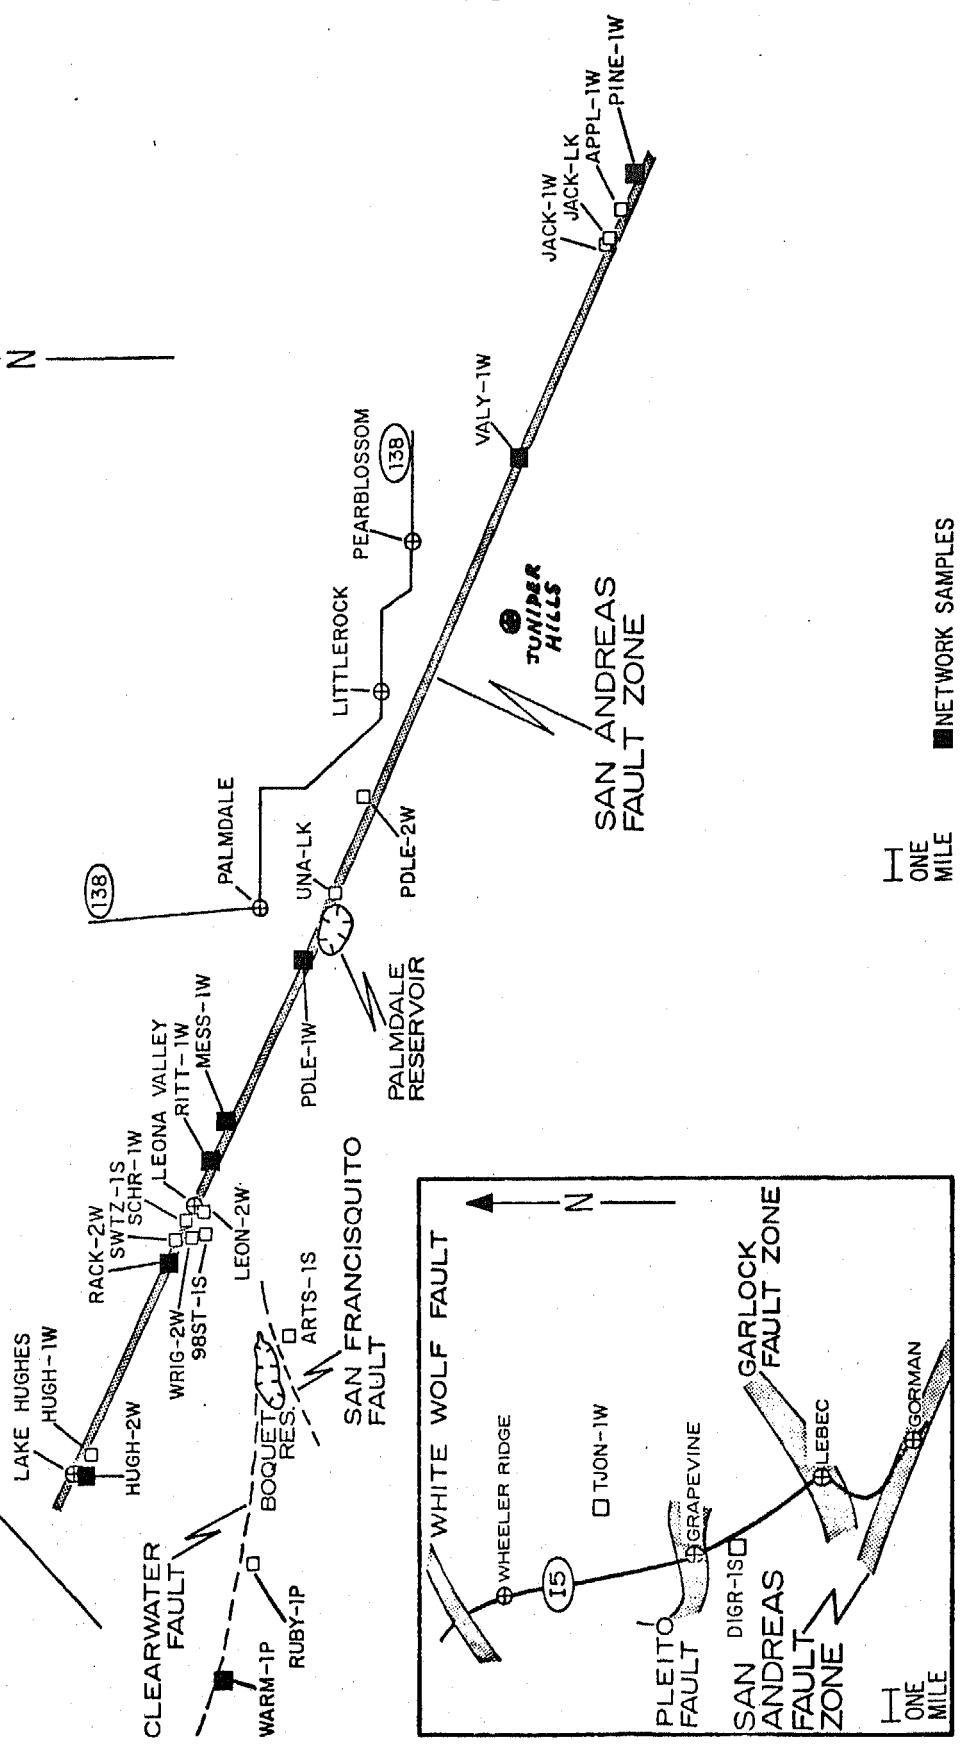 N
PINE-1W
APPL-1W
JACK-LK
JACK-1W
VALY-1W
138
PEARBLOSSOM
LITTLEROCK
JUNIPER
HILLS
SAN ANDREAS
FAULT ZONE
138
PALMDALE
UNA-LK
PDLE-2W
PDLE-1W
PALMDALE
RESERVOIR
MESS-1W
RITT-1W
LEONA VALLEY
SCHR-1W
SWTZ-1S
RACK-2W
LEON-2W
98ST-1S
WRIG-2W
LAKE HUGHES
HUGH-1W
HUGH-2W
ARTS-1S
SAN FRANCISQUITO
FAULT
BOQUET
RES.
CLEARWATER
FAULT
RUBY-1P
WARM-1P
NETWORK SAMPLES
ONE
MILE
N
WHITE WOLF FAULT
WHEELER RIDGE
I5
TJON-1W
GRAPEVINE
PLEITO
FAULT
DIGR-1S
GARLOCK
FAULT ZONE
LEBEC
GORMAN
SAN
ANDREAS
FAULT
ZONE
ONE
MILE